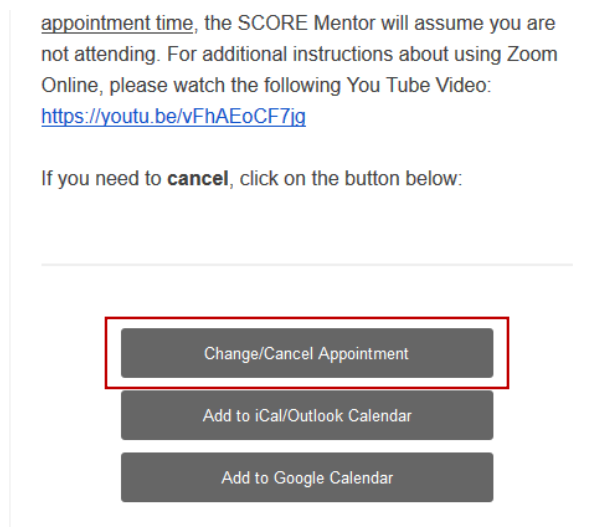 appointment time, the SCORE Mentor will assume you are
not attending. For additional instructions about using Zoom
Online, please watch the following You Tube Video:
https://youtu.be/vFhAEoCF7jg
If you need to cancel, click on the button below:
Change/Cancel Appointment
Add to iCal/Outlook Calendar
Add to Google Calendar